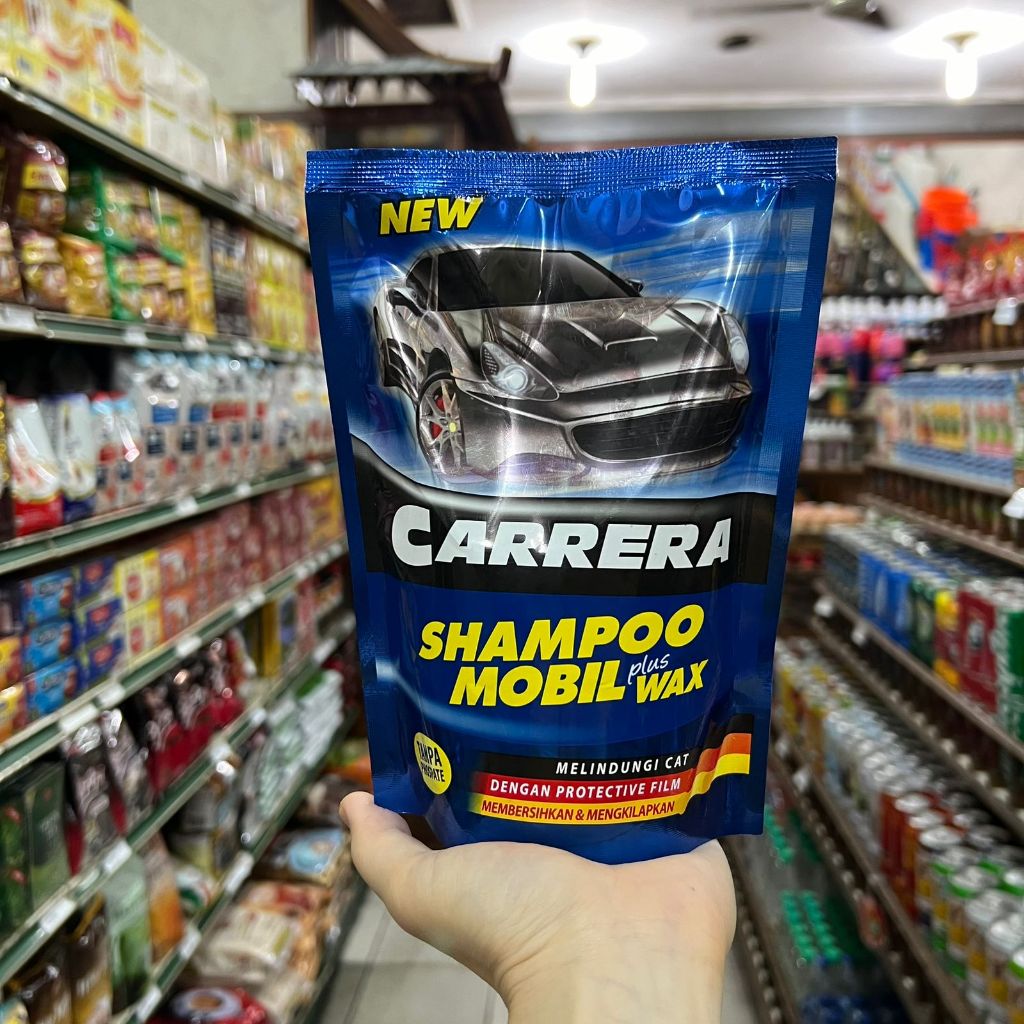 NEW
CARRERA
SHAMPOO
MOBIL plus WAX
TANPA
MELINDUNGI CAT
DENGAN PROTECTIVE FILM
MEMBERSIHKAN & MENGKILAPKAN